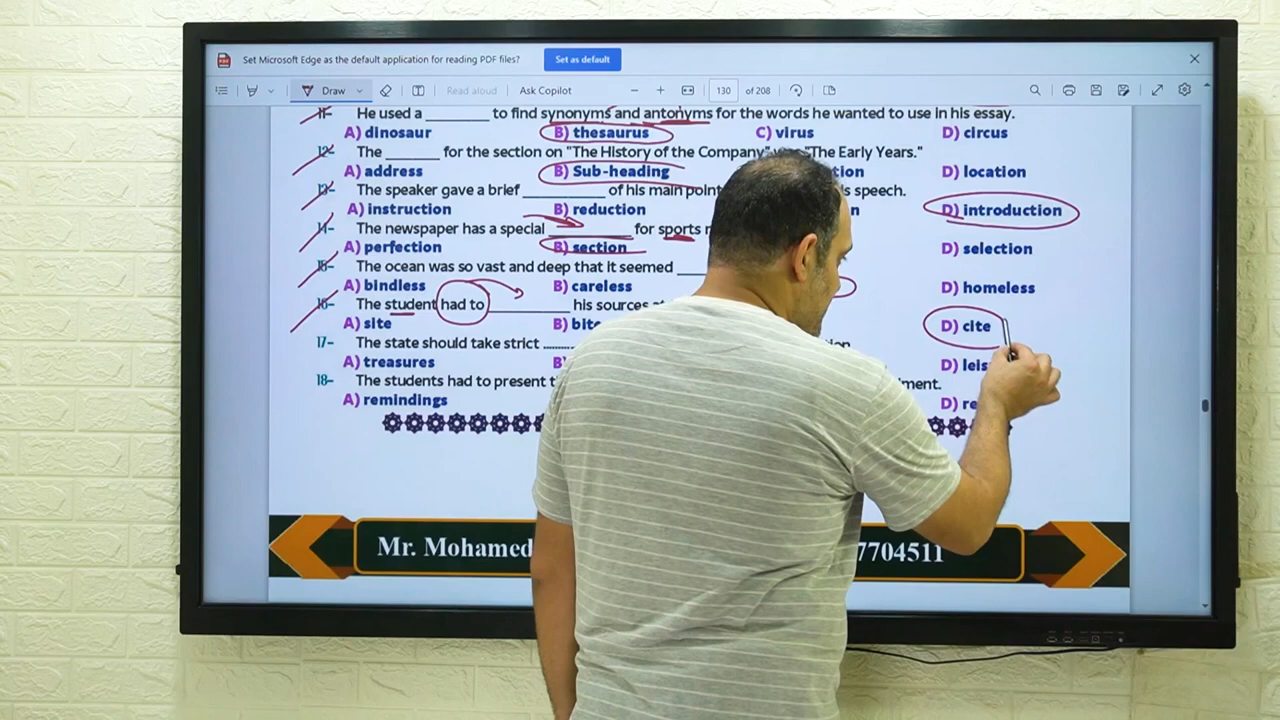 Set Microsoft Edge as the default application for reading PDF files? Set as default
Draw Read aloud Ask Copilot 130 of 208
11- He used a ________ to find synonyms and antonyms for the words he wanted to use in his essay.
A) dinosaur B) thesaurus C) virus D) circus
12- The ______ for the section on "The History of the Company" "The Early Years."
A) address B) Sub-heading D) location
13- The speaker gave a brief _________ of his main speech.
A) instruction B) reduction D) introduction
14- The newspaper has a special _________ for sports
A) perfection B) section D) selection
15- The ocean was so vast and deep that it seemed
A) bindless B) careless D) homeless
16- The student had to _________ his sources
A) site B) D) cite
17- The state should take strict ..........
A) treasures B) D)
18- The students had to present
A) remindings D)
Mr. Mohamed 7704511